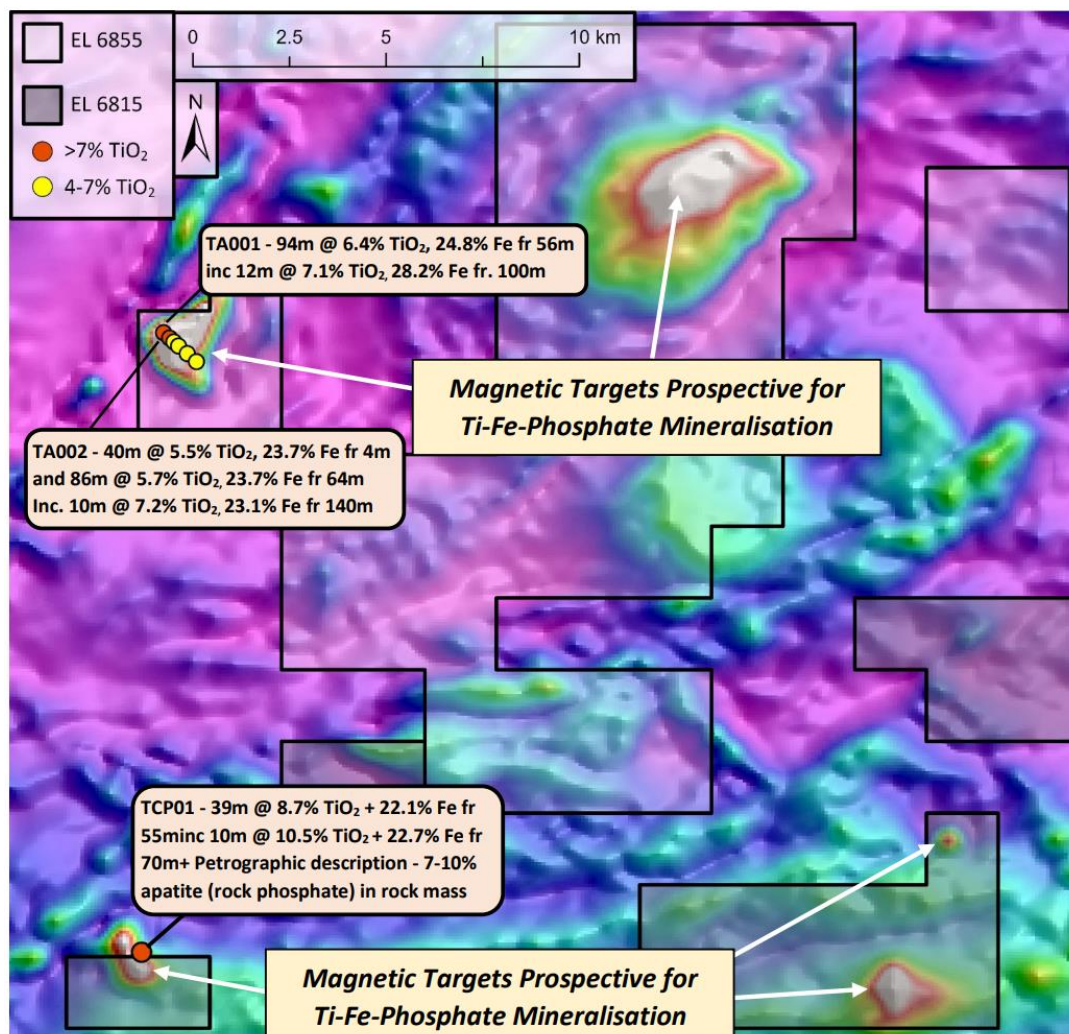 EL 6855
EL 6815
>7% TiO₂
4-7% TiO₂
0 2.5 5 10 km
N
TA001 - 94m @ 6.4% TiO₂, 24.8% Fe fr 56m
inc 12m @ 7.1% TiO₂, 28.2% Fe fr. 100m
Magnetic Targets Prospective for
Ti-Fe-Phosphate Mineralisation
TA002 - 40m @ 5.5% TiO₂, 23.7% Fe fr 4m
and 86m @ 5.7% TiO₂, 23.7% Fe fr 64m
Inc. 10m @ 7.2% TiO₂, 23.1% Fe fr 140m
TCP01 - 39m @ 8.7% TiO₂ + 22.1% Fe fr
55minc 10m @ 10.5% TiO₂ + 22.7% Fe fr
70m+ Petrographic description - 7-10%
apatite (rock phosphate) in rock mass
Magnetic Targets Prospective for
Ti-Fe-Phosphate Mineralisation